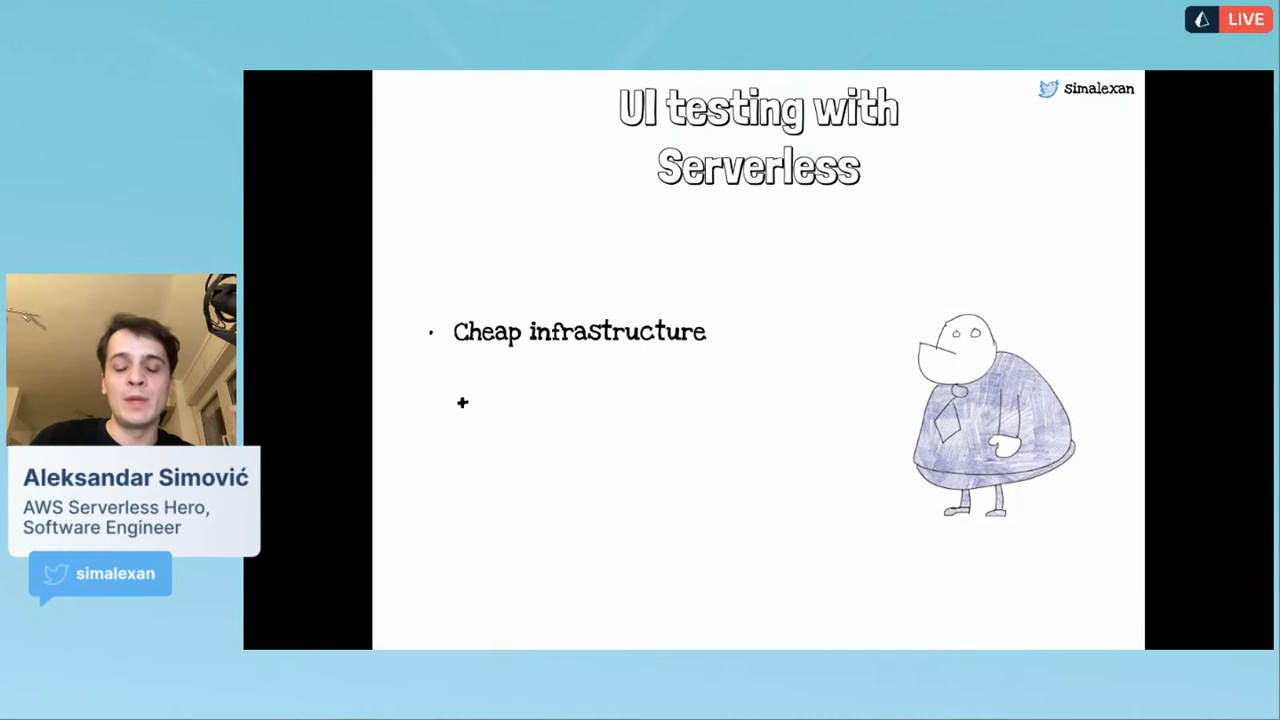 LIVE
UI testing with
Serverless
simalexan
· Cheap infrastructure
+
Aleksandar Simović
AWS Serverless Hero,
Software Engineer
simalexan